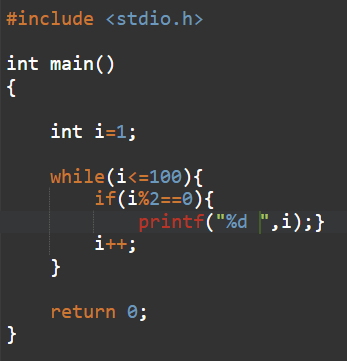 #include <stdio.h>
int main()
{
int i=1;
while(i<=100){
if(i%2==0){
printf("%d ",i);}
i++;
}
return 0;
}